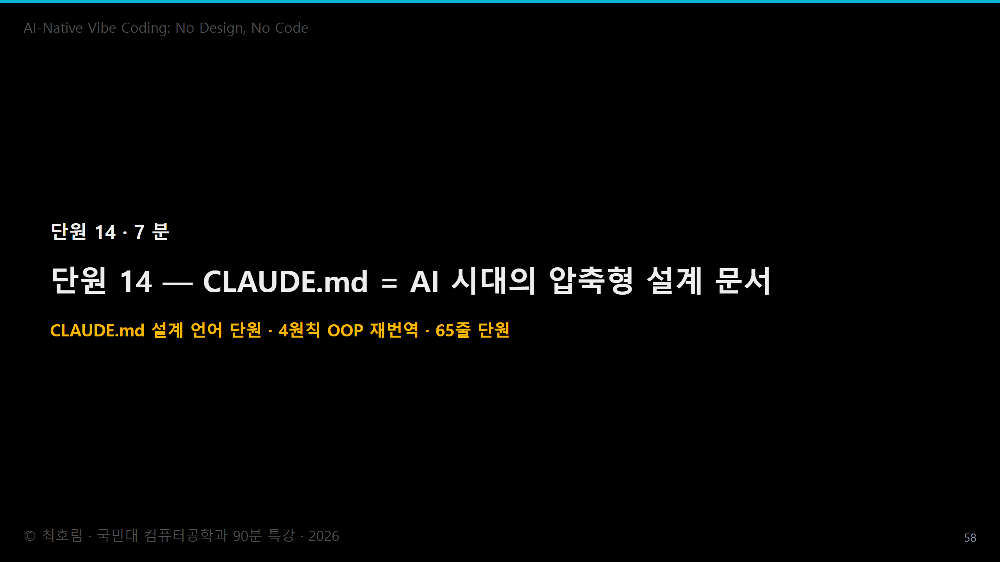 AI-Native Vibe Coding: No Design, No Code
단원 14 · 7 분
단원 14 — CLAUDE.md = AI 시대의 압축형 설계 문서
CLAUDE.md 설계 언어 단원 · 4원칙 OOP 재번역 · 65줄 단원
© 최호림 · 국민대 컴퓨터공학과 90분 특강 · 2026
58